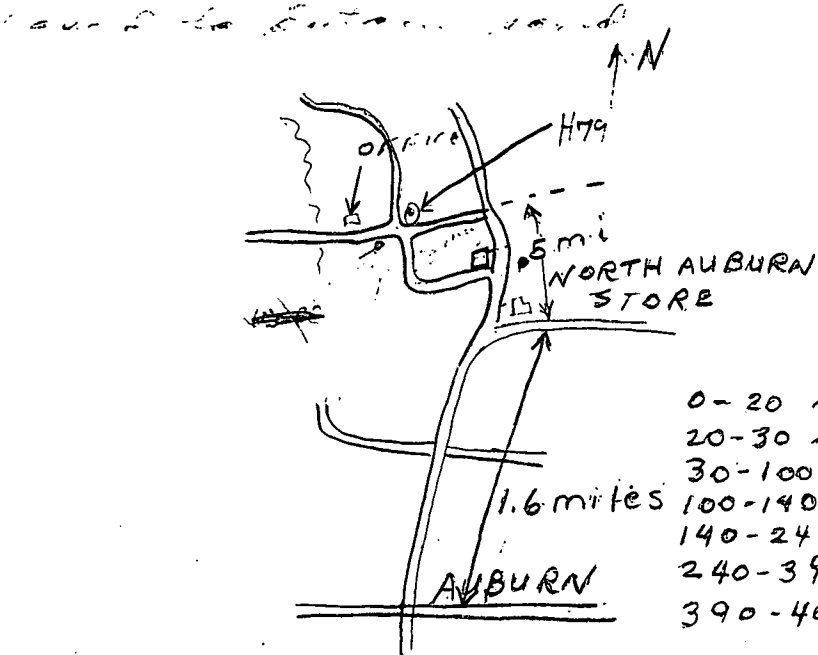 N
OFFICE
H79
.5 mi
NORTH AUBURN
STORE
0-20
20-30
30-100
100-140
140-24
240-39
390-40
1.6 miles
AUBURN